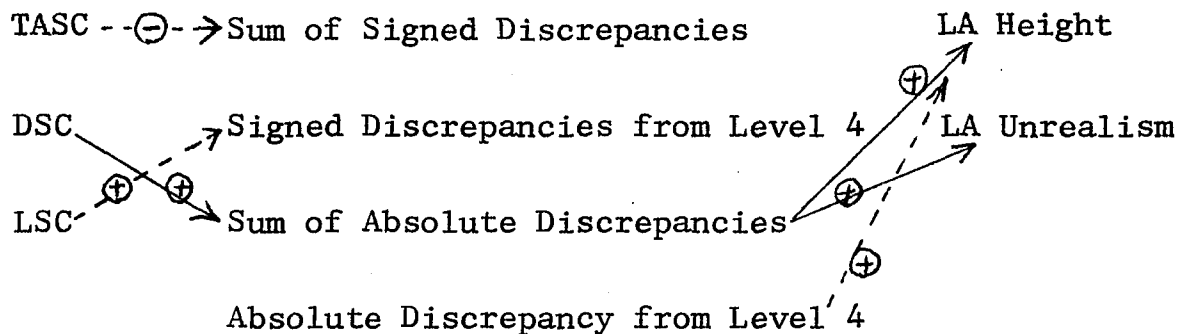 TASC - - ⊖ - → Sum of Signed Discrepancies LA Height
DSC Signed Discrepancies from Level 4 LA Unrealism
+ + +
LSC Sum of Absolute Discrepancies +
+
Absolute Discrepancy from Level 4